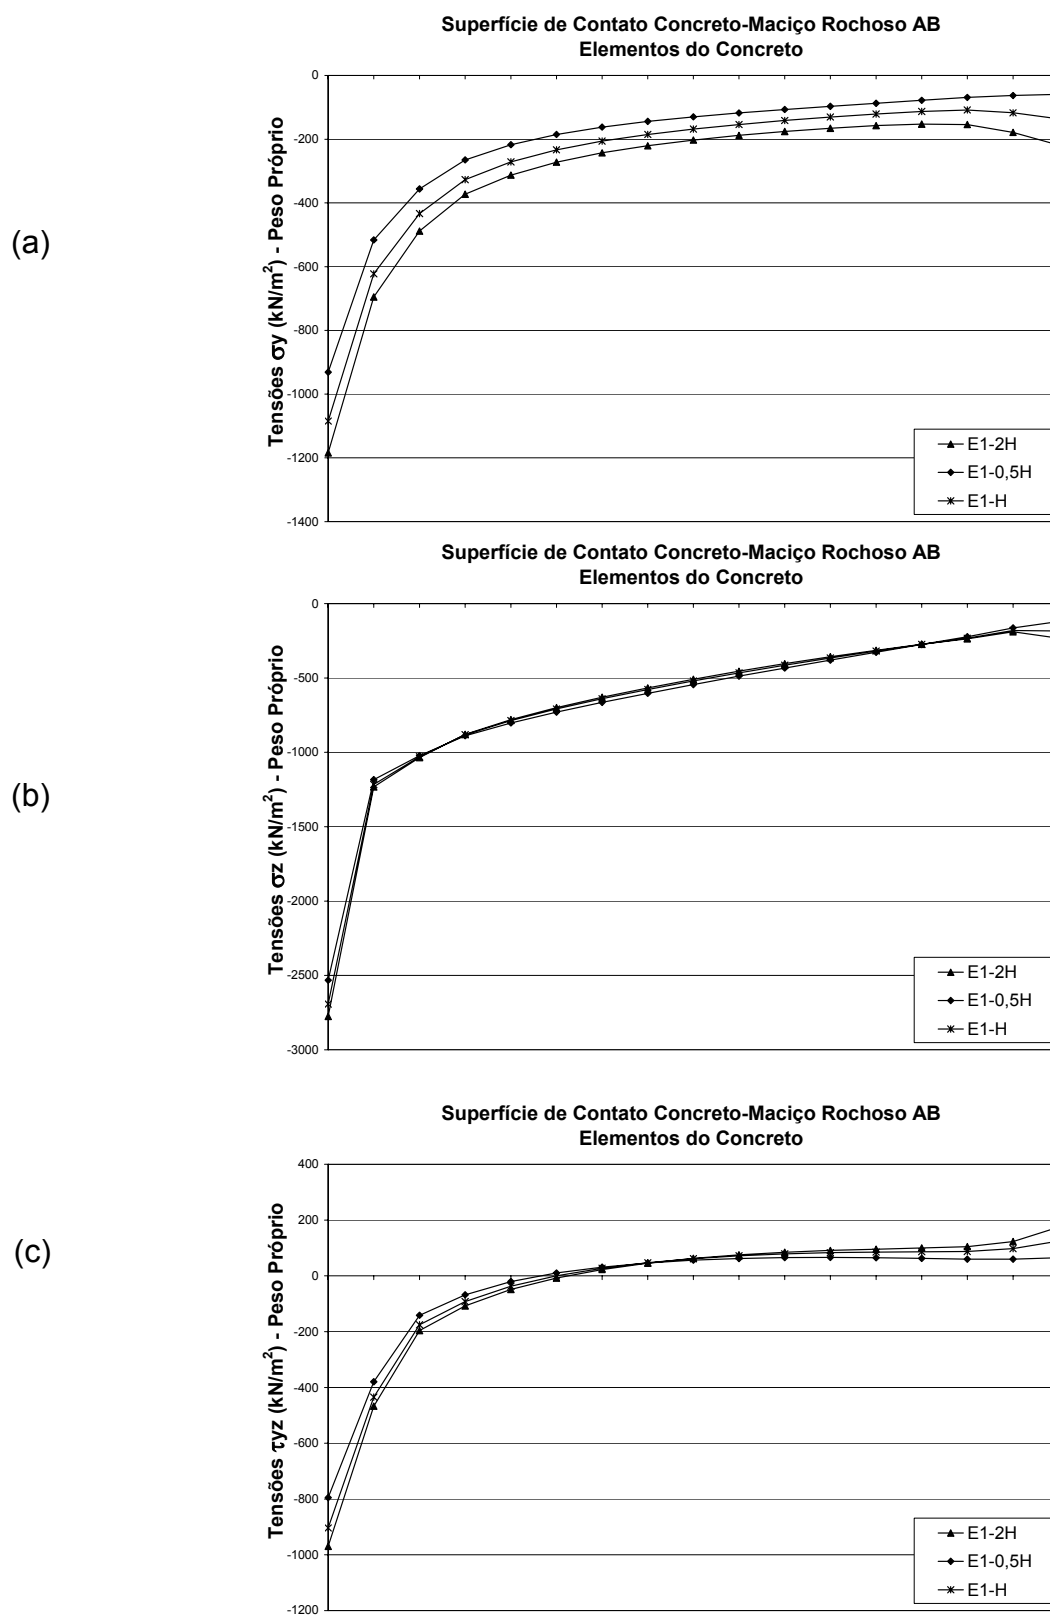 Superfície de Contato Concreto-Maciço Rochoso AB
Elementos do Concreto
(a)
Tensões σy (kN/m²) - Peso Próprio
0
-200
-400
-600
-800
-1000
-1200
-1400
E1-2H
E1-0,5H
E1-H
Superfície de Contato Concreto-Maciço Rochoso AB
Elementos do Concreto
(b)
Tensões σz (kN/m²) - Peso Próprio
0
-500
-1000
-1500
-2000
-2500
-3000
E1-2H
E1-0,5H
E1-H
Superfície de Contato Concreto-Maciço Rochoso AB
Elementos do Concreto
(c)
Tensões τyz (kN/m²) - Peso Próprio
400
200
0
-200
-400
-600
-800
-1000
-1200
E1-2H
E1-0,5H
E1-H